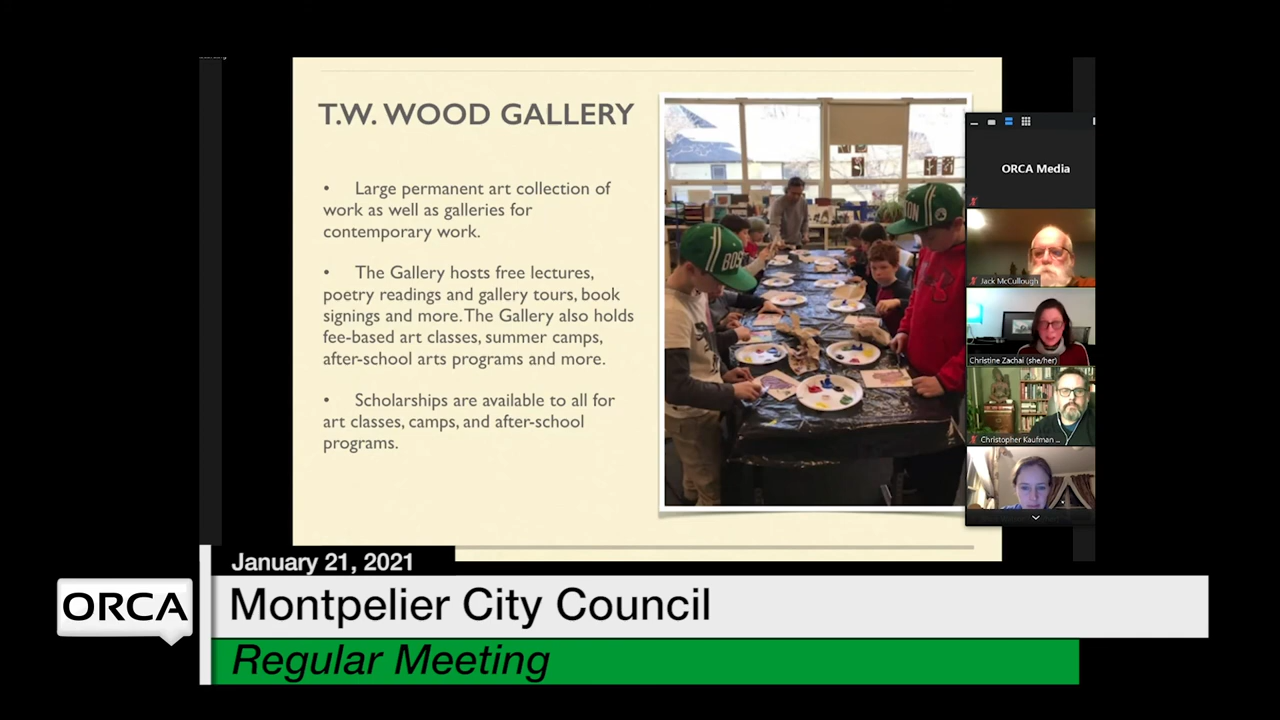 T.W. WOOD GALLERY
• Large permanent art collection of
work as well as galleries for
contemporary work.
• The Gallery hosts free lectures,
poetry readings and gallery tours, book
signings and more. The Gallery also holds
fee-based art classes, summer camps,
after-school arts programs and more.
• Scholarships are available to all for
art classes, camps, and after-school
programs.
ORCA Media
Jack McCullough
Christine Zachai (she/her)
Christopher Kaufman ...
January 21, 2021
ORCA
Montpelier City Council
Regular Meeting